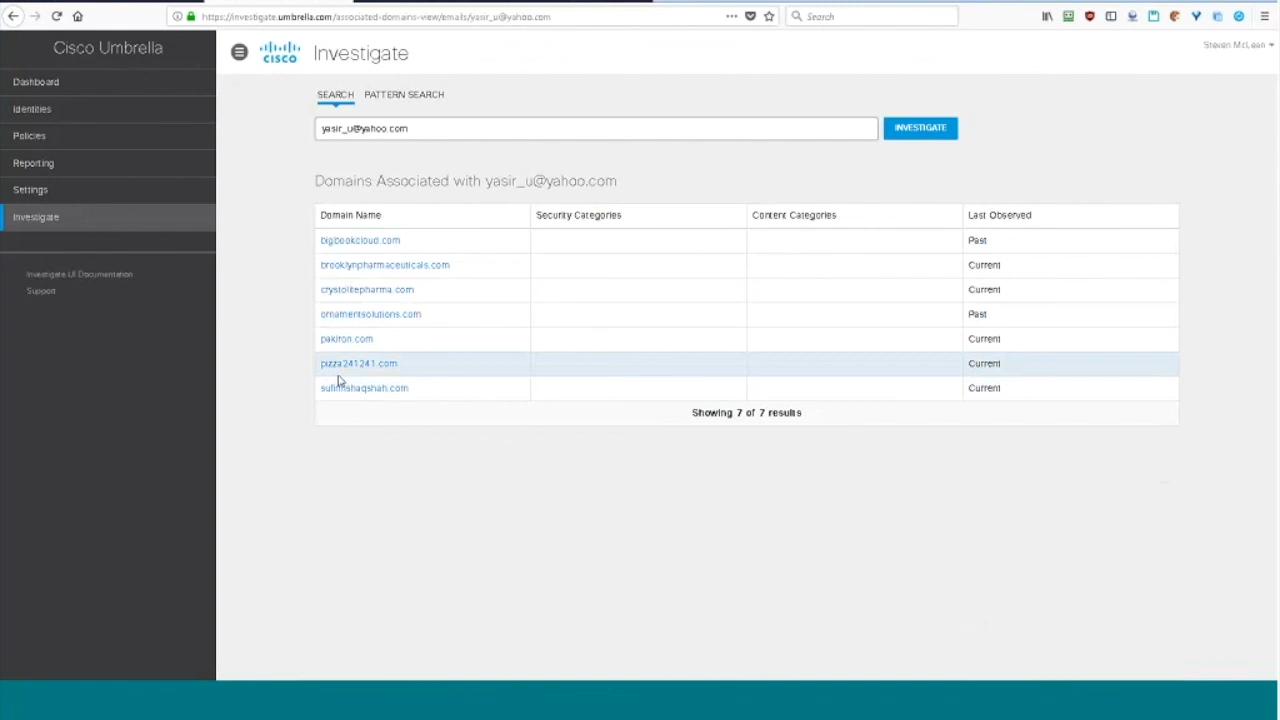 https://investigate.umbrella.com/associated-domains-view/emails/yasir_u@yahoo.com
Search
Cisco Umbrella
CISCO
Investigate
Steven McLean
Dashboard
Identities
Policies
Reporting
Settings
Investigate
Investigate UI Documentation
Support
SEARCH PATTERN SEARCH
yasir_u@yahoo.com INVESTIGATE
Domains Associated with yasir_u@yahoo.com
Domain Name Security Categories Content Categories Last Observed
bigbookcloud.com Past
brooklynpharmaceuticals.com Current
crystolitepharma.com Current
ornamentsolutions.com Past
pakiron.com Current
pizza241241.com Current
Current
Showing 7 of 7 results